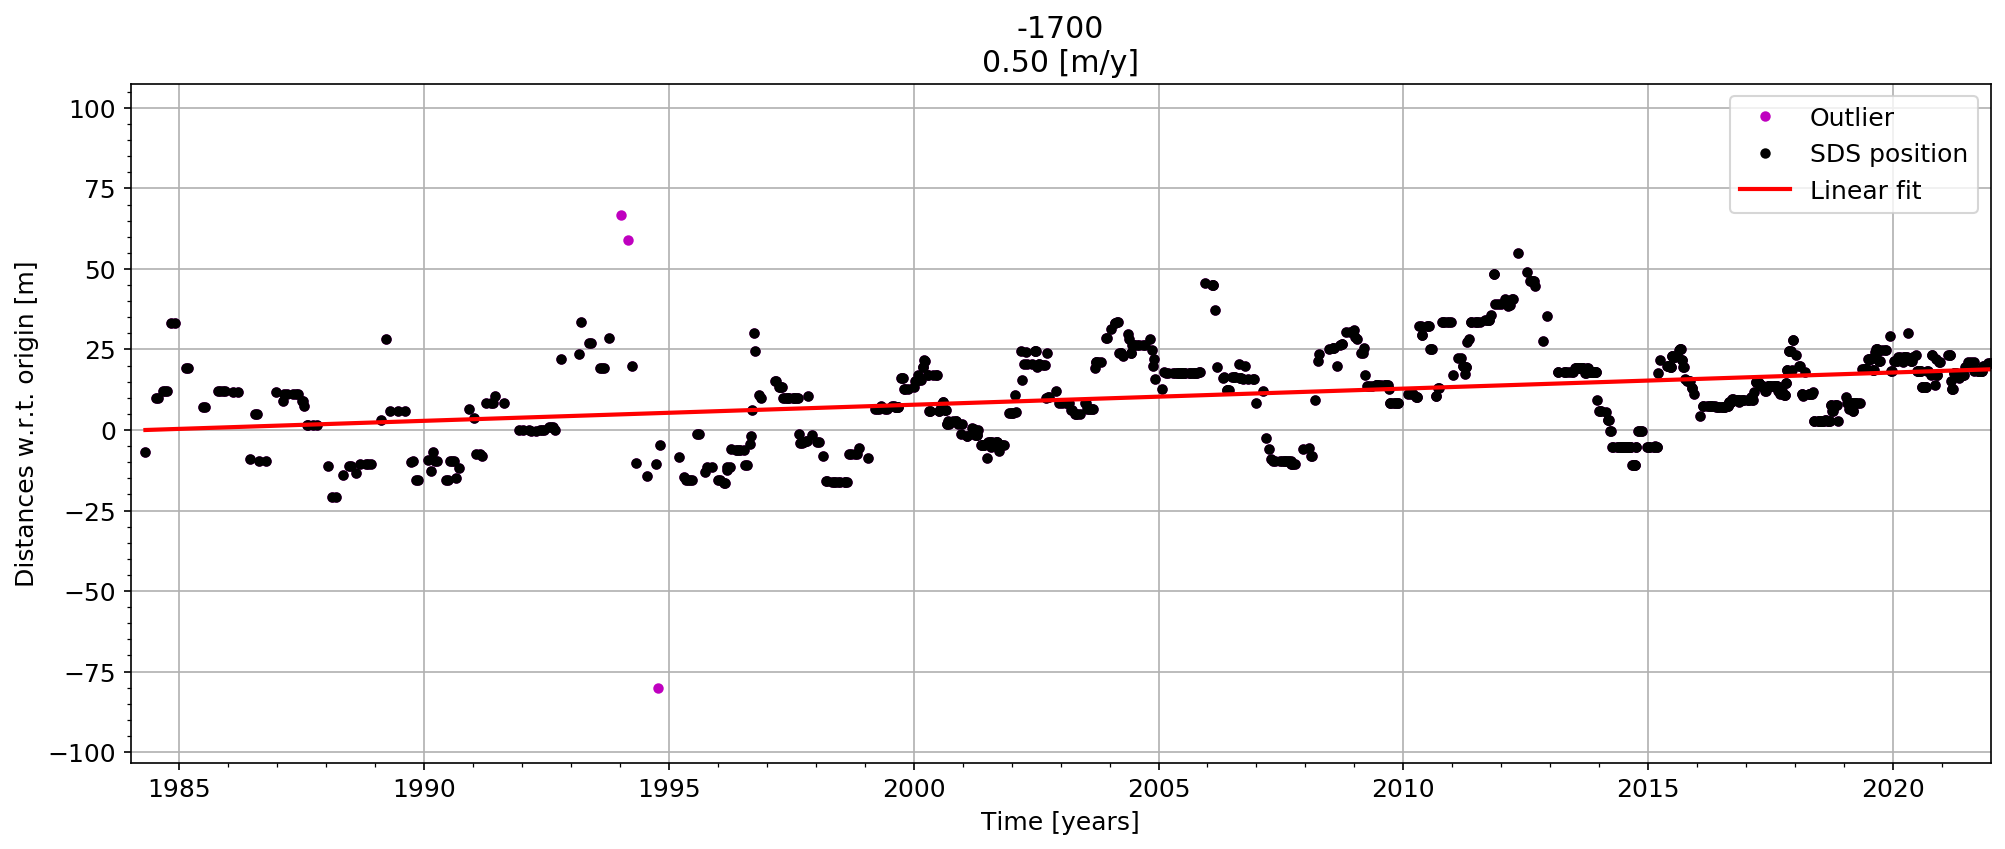 -1700
0.50 [m/y]
Distances w.r.t. origin [m]
100
75
50
25
0
−25
−50
−75
−100
Outlier
SDS position
Linear fit
1985 1990 1995 2000 2005 2010 2015 2020
Time [years]